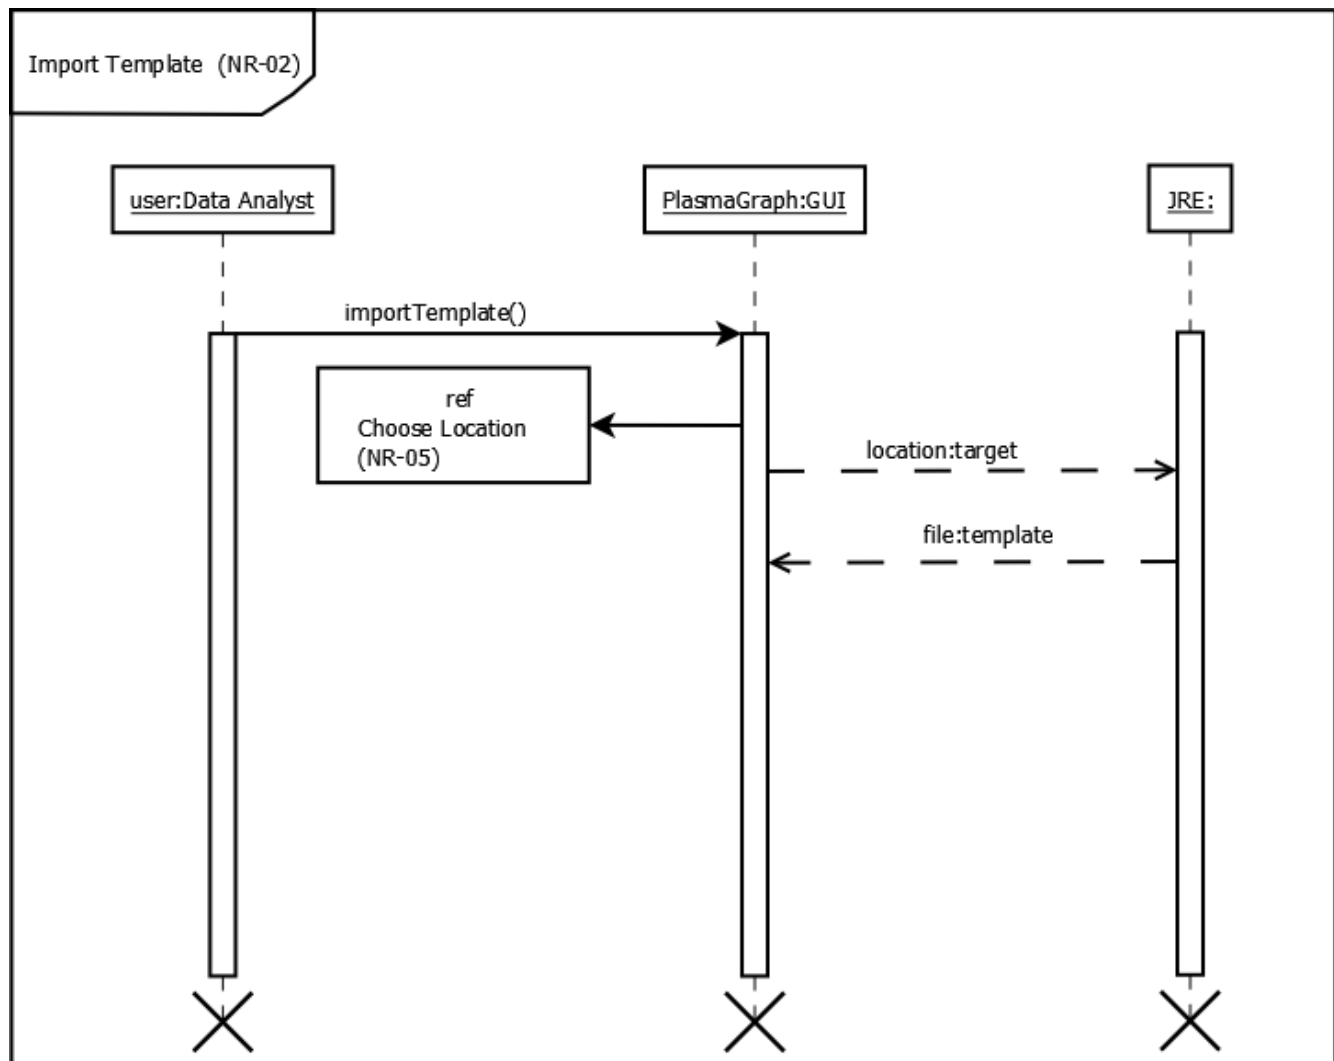 Import Template (NR-02)
user:Data Analyst
PlasmaGraph:GUI
JRE:
importTemplate()
ref
Choose Location
(NR-05)
location:target
file:template